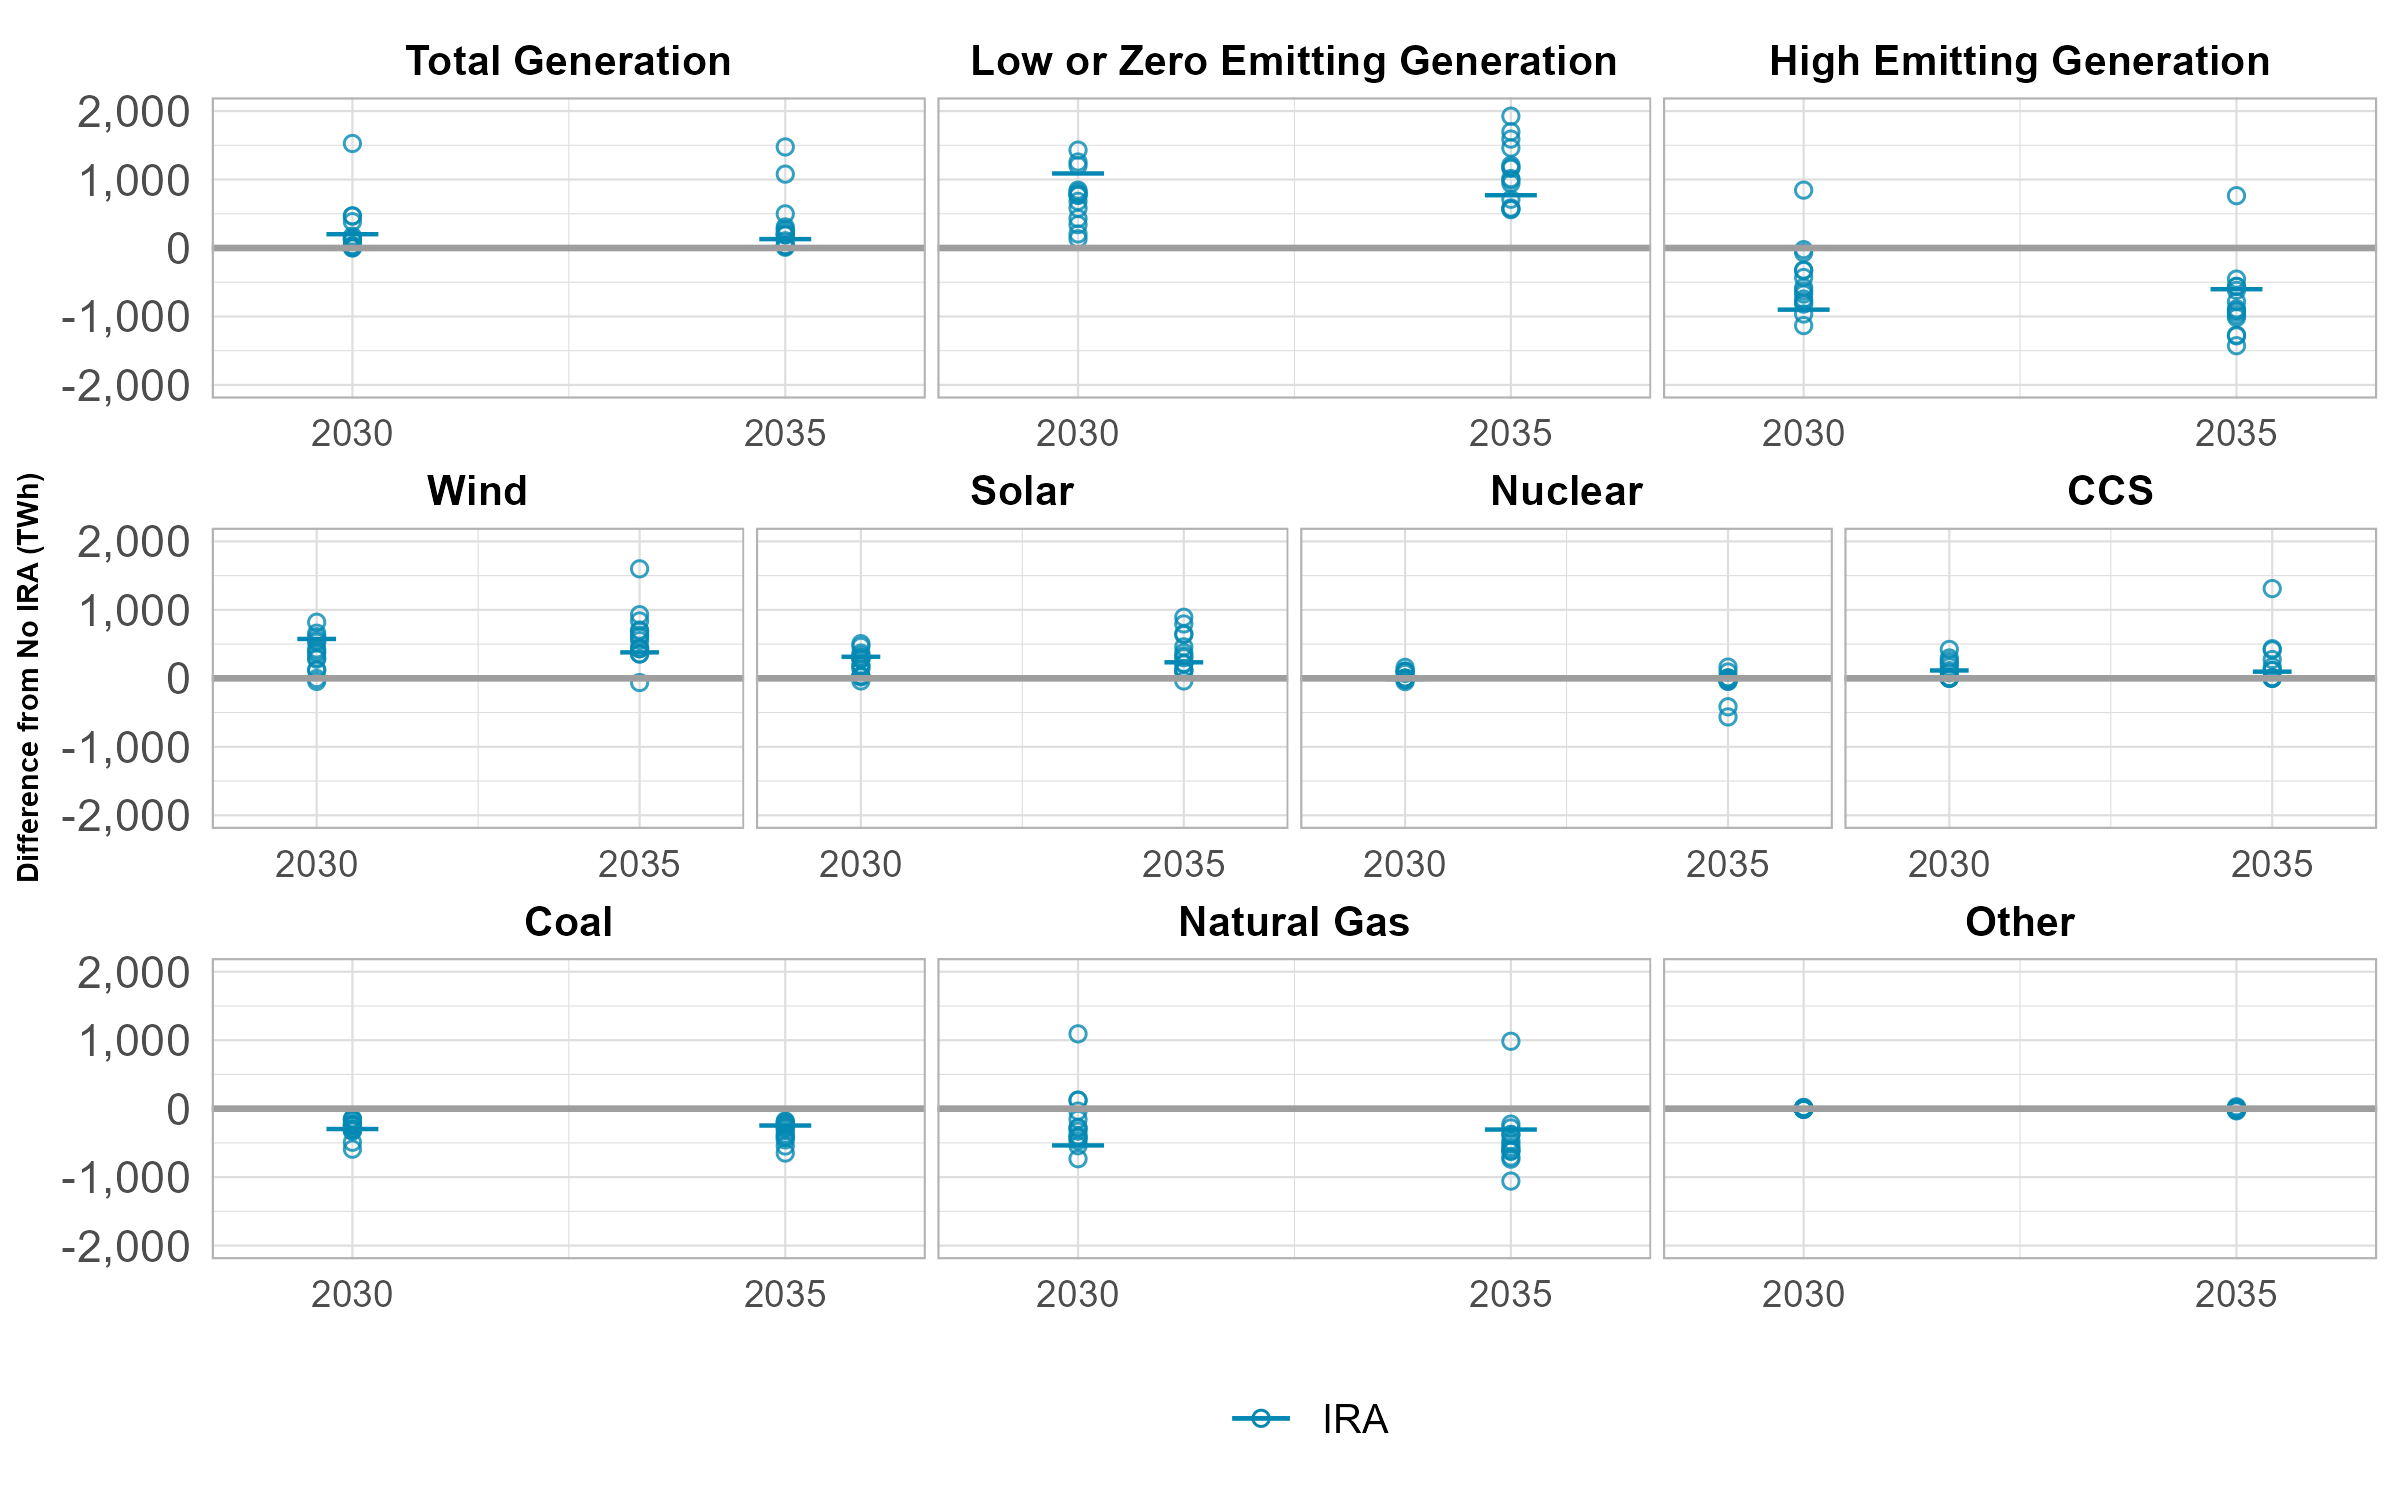 Total Generation
Low or Zero Emitting Generation
High Emitting Generation
2,000
1,000
0
-1,000
-2,000
2030
2035
2030
2035
2030
2035
Difference from No IRA (TWh)
Wind
Solar
Nuclear
CCS
2,000
1,000
0
-1,000
-2,000
2030
2035
2030
2035
2030
2035
2030
2035
Coal
Natural Gas
Other
2,000
1,000
0
-1,000
-2,000
2030
2035
2030
2035
2030
2035
IRA